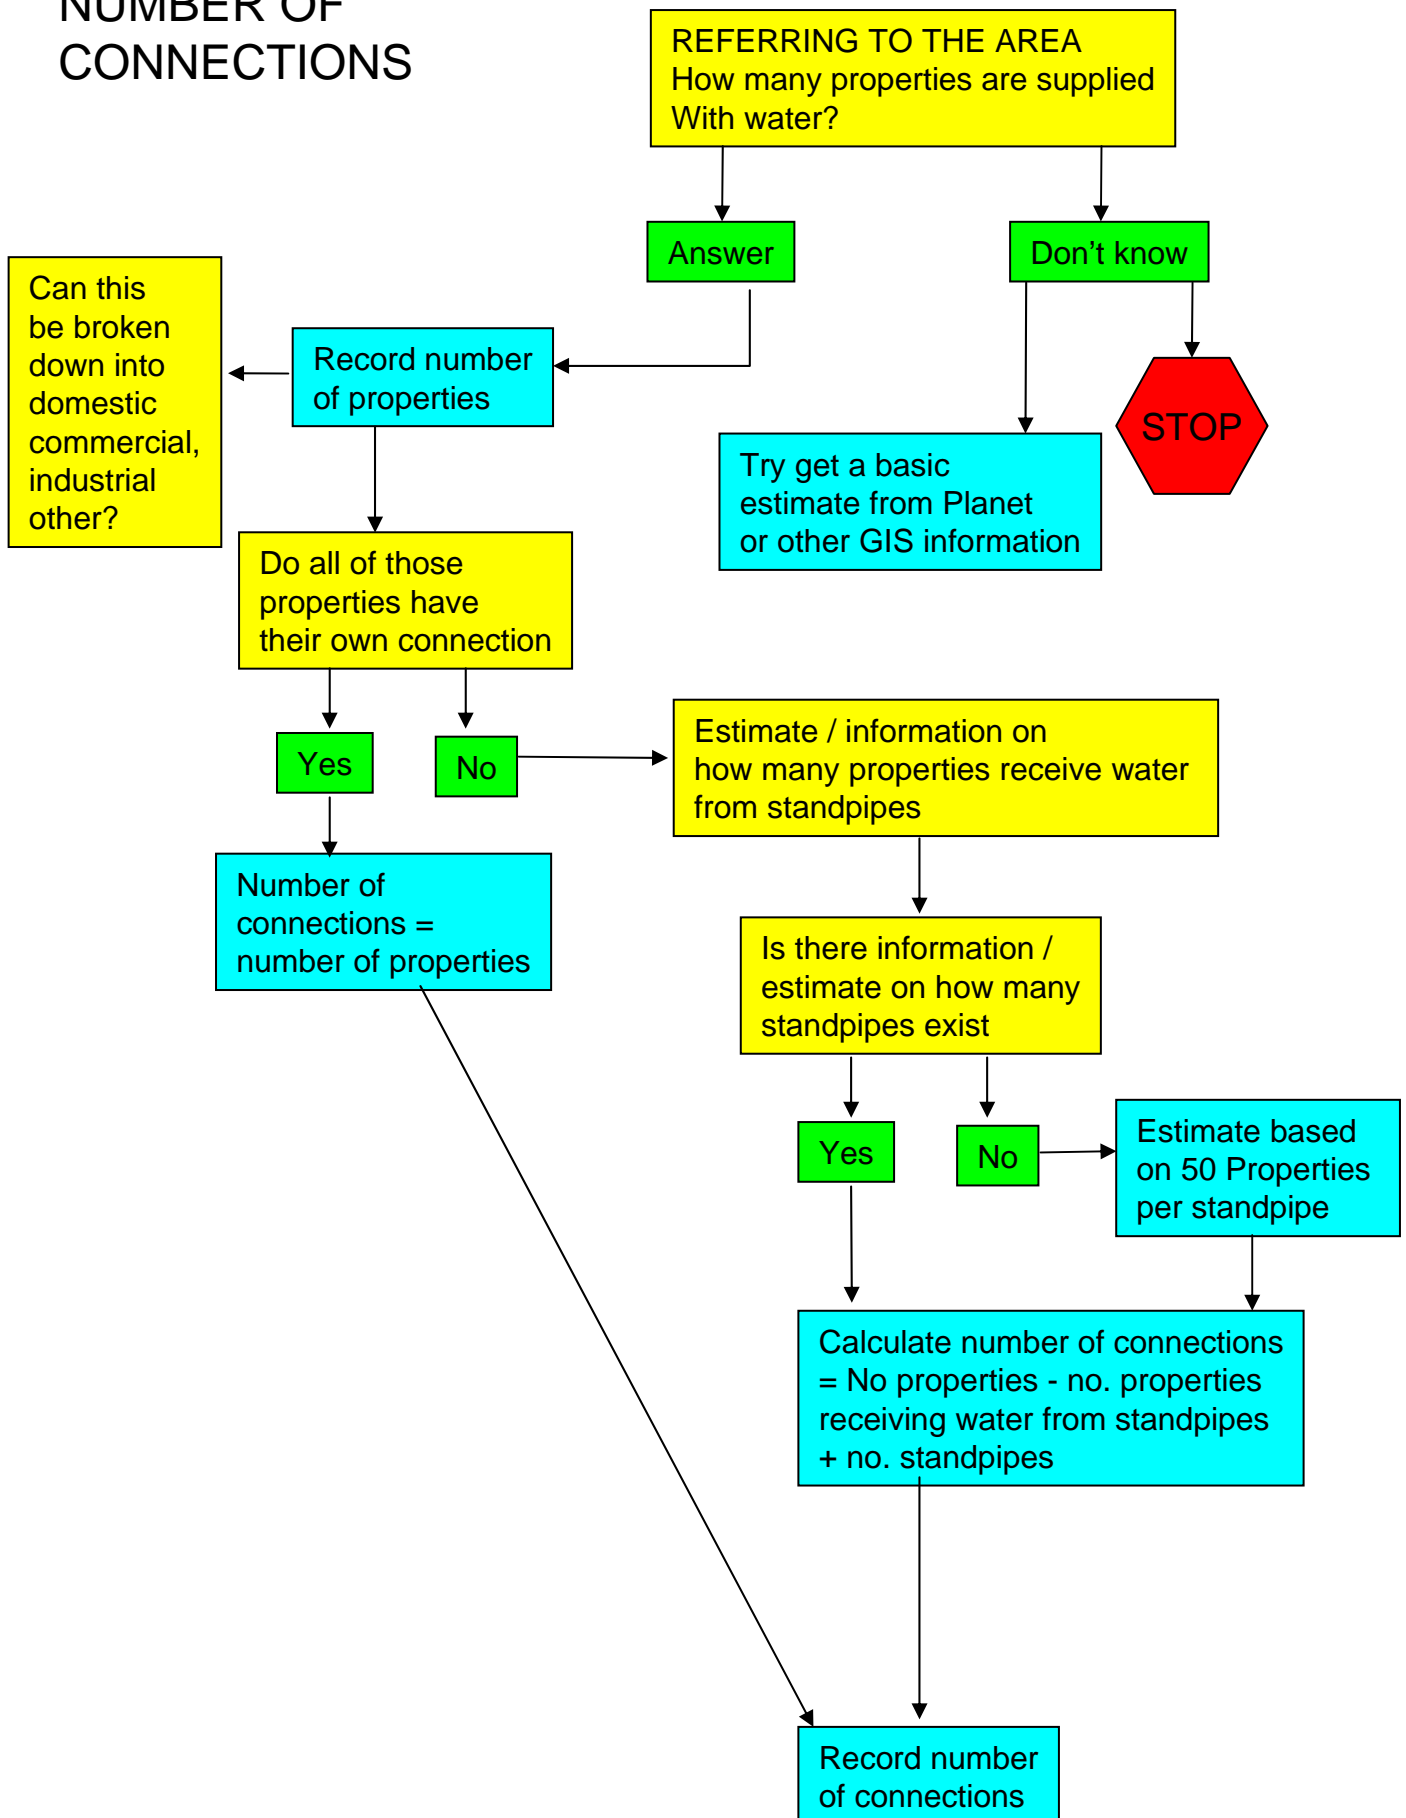 NUMBER OF
CONNECTIONS
REFERRING TO THE AREA
How many properties are supplied
With water?
Answer
Don't know
Can this
be broken
down into
domestic
commercial,
industrial
other?
Record number
of properties
STOP
Try get a basic
estimate from Planet
or other GIS information
Do all of those
properties have
their own connection
Yes
No
Estimate / information on
how many properties receive water
from standpipes
Number of
connections =
number of properties
Is there information /
estimate on how many
standpipes exist
Yes
No
Estimate based
on 50 Properties
per standpipe
Calculate number of connections
= No properties - no. properties
receiving water from standpipes
+ no. standpipes
Record number
of connections